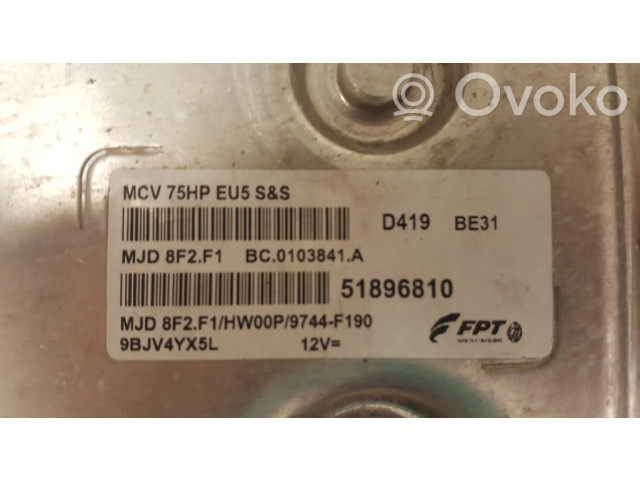 Ovoko
MCV 75HP EU5 S&S
D419 BE31
MJD 8F2.F1 BC.0103841.A
51896810
MJD 8F2.F1/HW00P/9744-F190
FPT
9BJV4YX5L 12V=